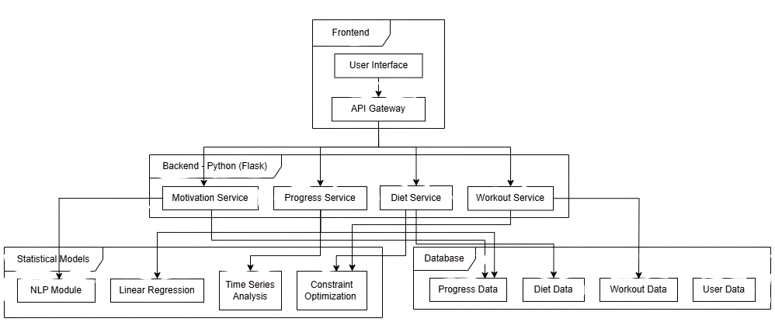 Frontend
User Interface
API Gateway
Backend - Python (Flask)
Motivation Service
Progress Service
Diet Service
Workout Service
Statistical Models
NLP Module
Linear Regression
Time Series
Analysis
Constraint
Optimization
Database
Progress Data
Diet Data
Workout Data
User Data